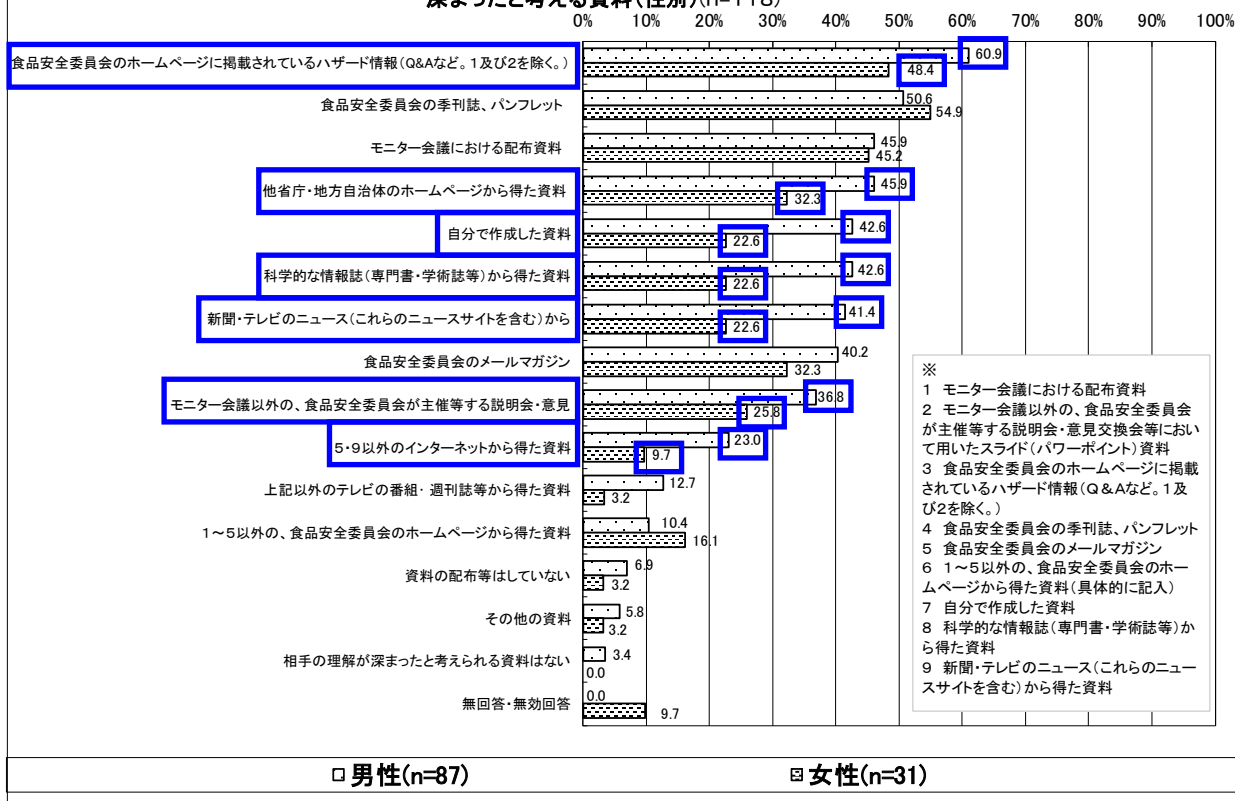 深まったと考える資料(性別)(n=118)
0% 10% 20% 30% 40% 50% 60% 70% 80% 90% 100%
食品安全委員会のホームページに掲載されているハザード情報(Q&Aなど。1及び2を除く。)
60.9
48.4
食品安全委員会の季刊誌、パンフレット
50.6
54.9
モニター会議における配布資料
45.9
45.2
他省庁・地方自治体のホームページから得た資料
45.9
32.3
自分で作成した資料
42.6
22.6
科学的な情報誌(専門書・学術誌等)から得た資料
42.6
22.6
新聞・テレビのニュース(これらのニュースサイトを含む)から
41.4
22.6
食品安全委員会のメールマガジン
40.2
32.3
モニター会議以外の、食品安全委員会が主催等する説明会・意見
36.8
25.8
5・9以外のインターネットから得た資料
23.0
9.7
上記以外のテレビの番組・週刊誌等から得た資料
12.7
3.2
1~5以外の、食品安全委員会のホームページから得た資料
10.4
16.1
資料の配布等はしていない
6.9
3.2
その他の資料
5.8
3.2
相手の理解が深まったと考えられる資料はない
3.4
0.0
無回答・無効回答
0.0
9.7
※
1 モニター会議における配布資料
2 モニター会議以外の、食品安全委員会
が主催等する説明会・意見交換会等におい
て用いたスライド(パワーポイント)資料
3 食品安全委員会のホームページに掲載
されているハザード情報(Q&Aなど。1及
び2を除く。)
4 食品安全委員会の季刊誌、パンフレット
5 食品安全委員会のメールマガジン
6 1~5以外の、食品安全委員会のホー
ムページから得た資料(具体的に記入)
7 自分で作成した資料
8 科学的な情報誌(専門書・学術誌等)か
ら得た資料
9 新聞・テレビのニュース(これらのニュー
スサイトを含む)から得た資料
男性(n=87) 女性(n=31)